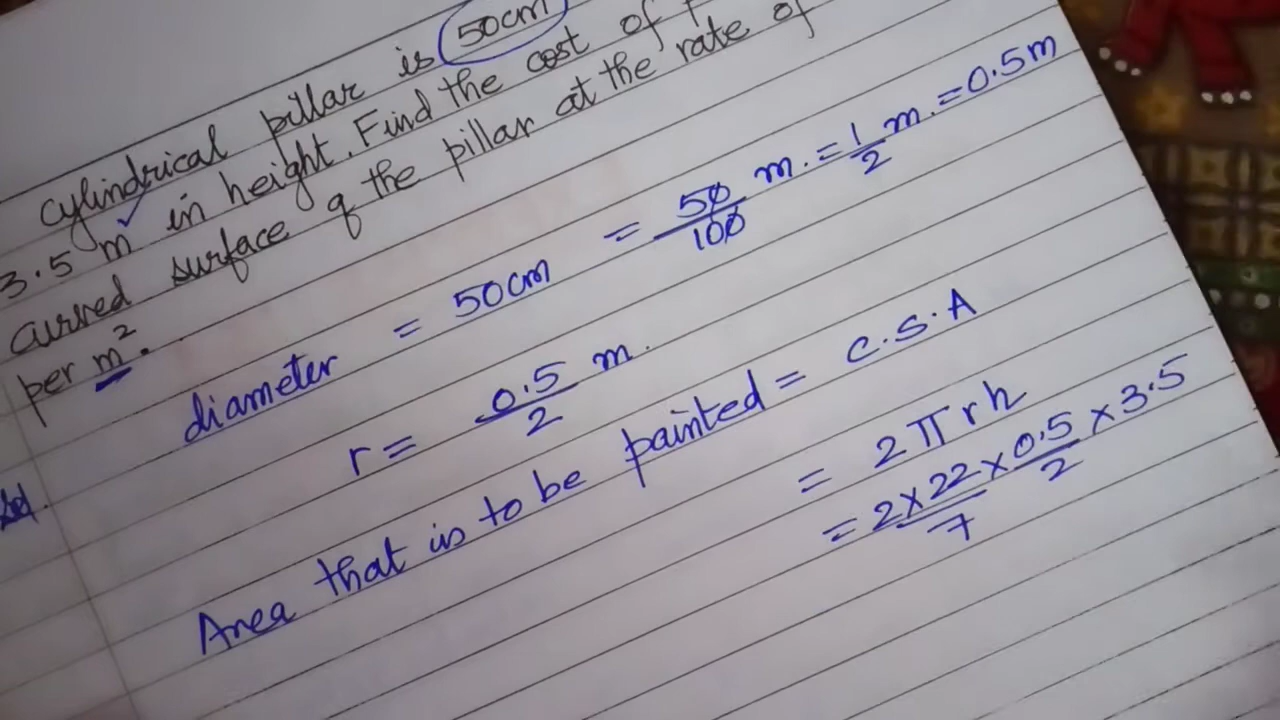 cylindrical pillar is 50cm
3.5 m in height. Find the cost of
curved surface of the pillar at the rate of
per m².
diameter = 50cm = 50/100 m. = 1/2 m. = 0.5m
r = 0.5/2 m.
Area that is to be painted = C.S.A
= 2πrh
= 2×22/7 × 0.5/2 × 3.5